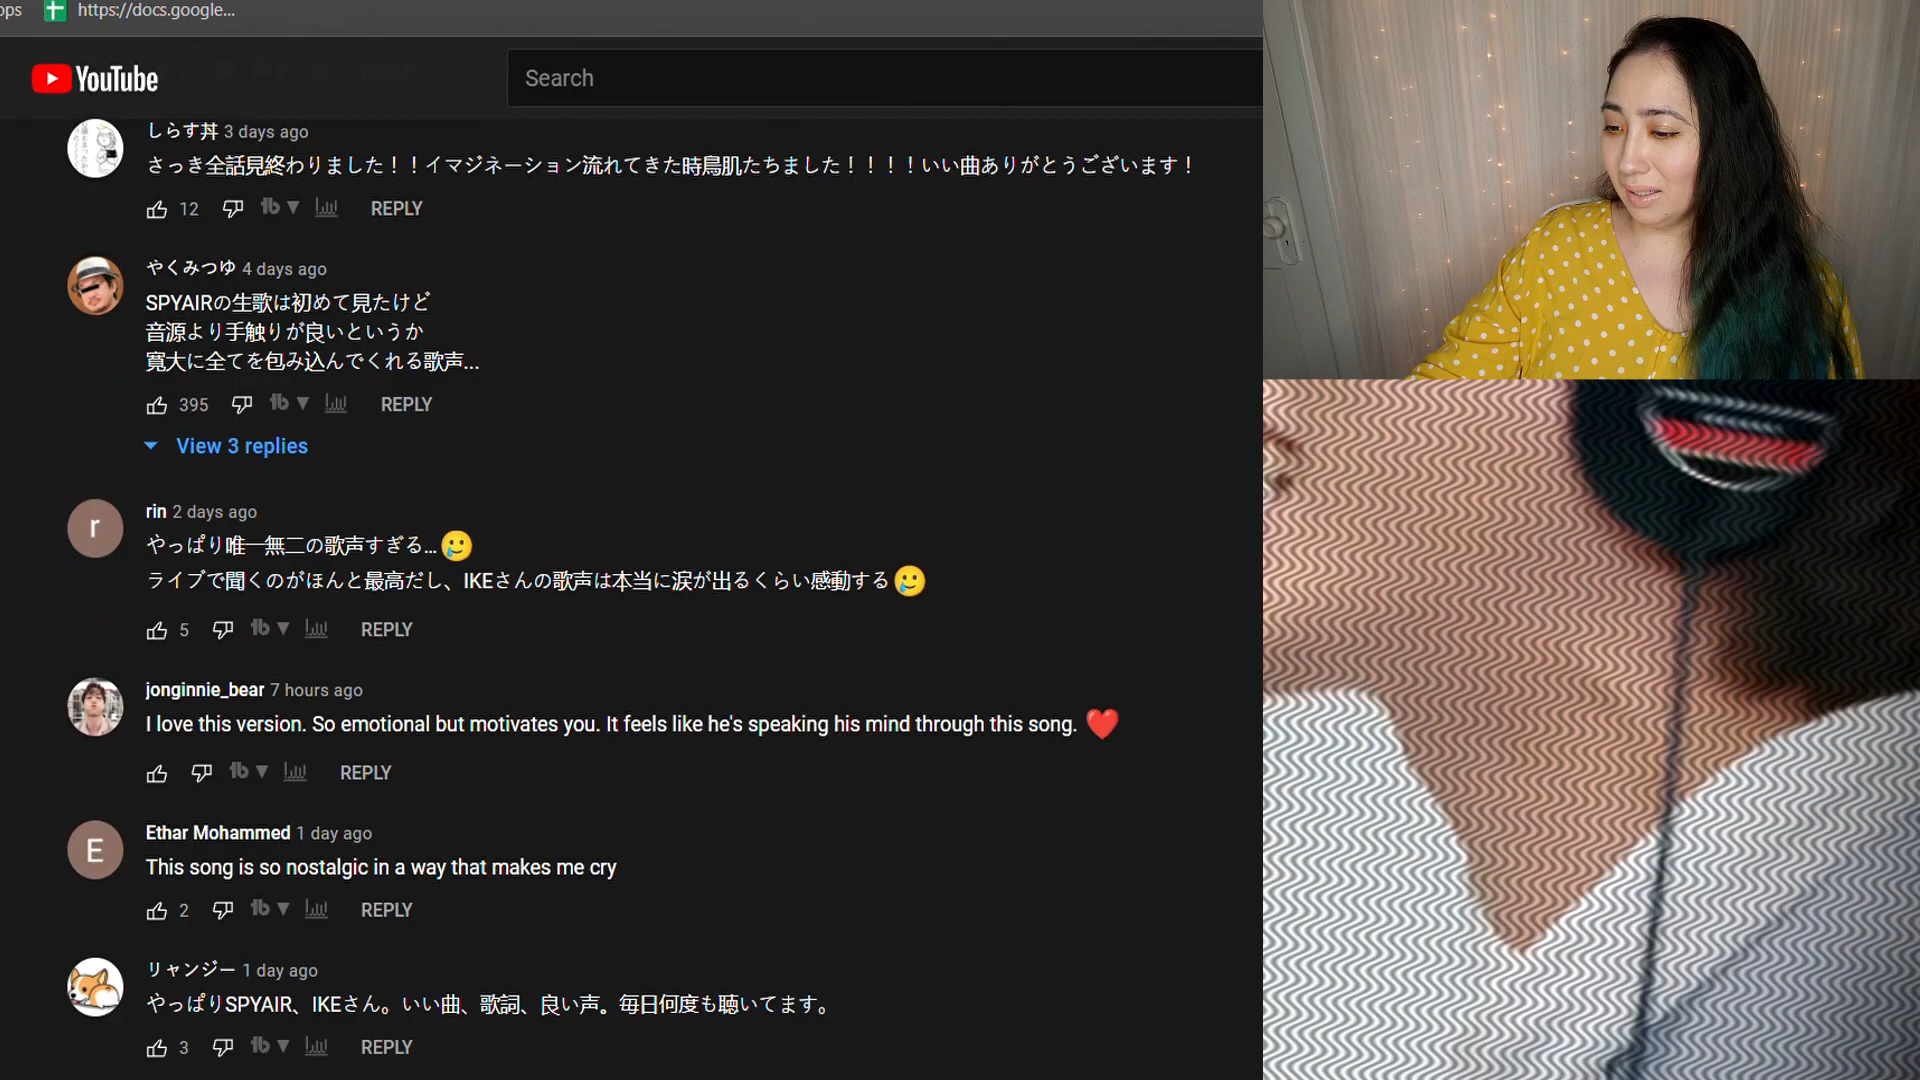 ops https://docs.google...
YouTube
Search
しらす丼 3 days ago
さっき全話見終わりました！！イマジネーション流れてきた時鳥肌たちました！！！！いい曲ありがとうございます！
12 REPLY
やくみつゆ 4 days ago
SPYAIRの生歌は初めて見たけど
音源より手触りが良いというか
寛大に全てを包み込んでくれる歌声...
395 REPLY
View 3 replies
r
rin 2 days ago
やっぱり唯一無二の歌声すぎる...🥲
ライブで聞くのがほんと最高だし、IKEさんの歌声は本当に涙が出るくらい感動する🥲
5 REPLY
jonginnie_bear 7 hours ago
I love this version. So emotional but motivates you. It feels like he's speaking his mind through this song. ❤️
REPLY
E
Ethar Mohammed 1 day ago
This song is so nostalgic in a way that makes me cry
2 REPLY
リャンジー 1 day ago
やっぱりSPYAIR、IKEさん。いい曲、歌詞、良い声。毎日何度も聴いてます。
3 REPLY